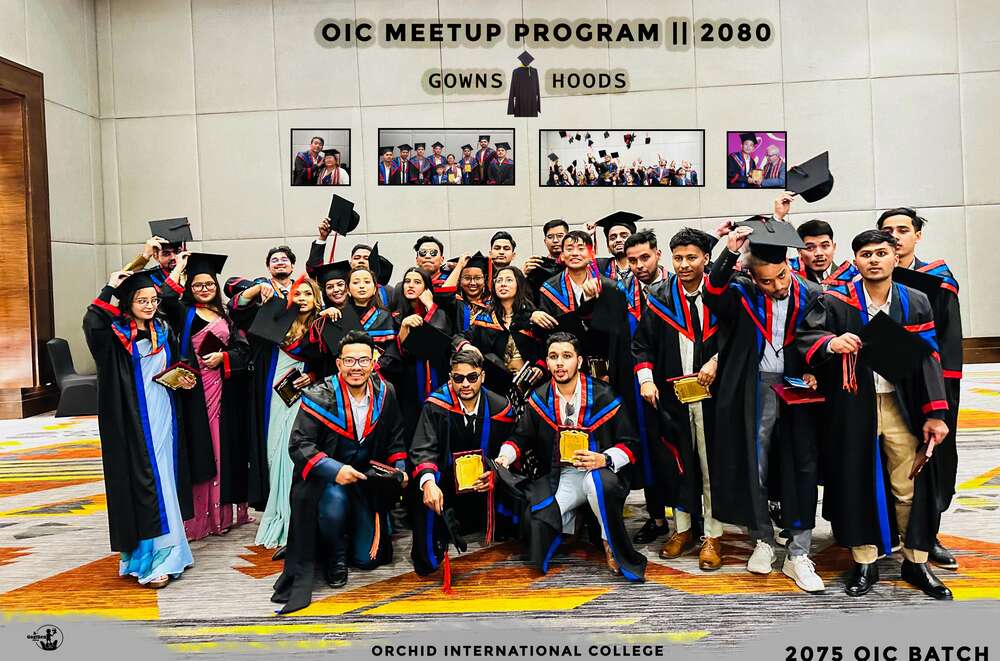 OIC MEETUP PROGRAM || 2080
GOWNS HOODS
ORCHID INTERNATIONAL COLLEGE
2075 OIC BATCH